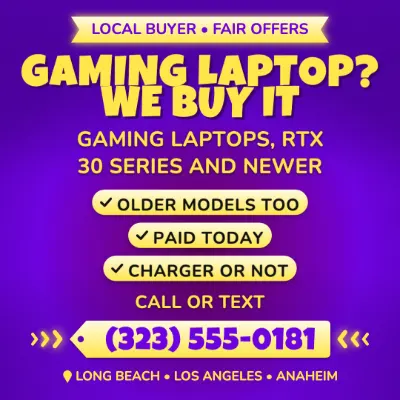 LOCAL BUYER • FAIR OFFERS
GAMING LAPTOP?
WE BUY IT
GAMING LAPTOPS, RTX
30 SERIES AND NEWER
OLDER MODELS TOO
PAID TODAY
CHARGER OR NOT
CALL OR TEXT
(323) 555-0181
LONG BEACH • LOS ANGELES • ANAHEIM